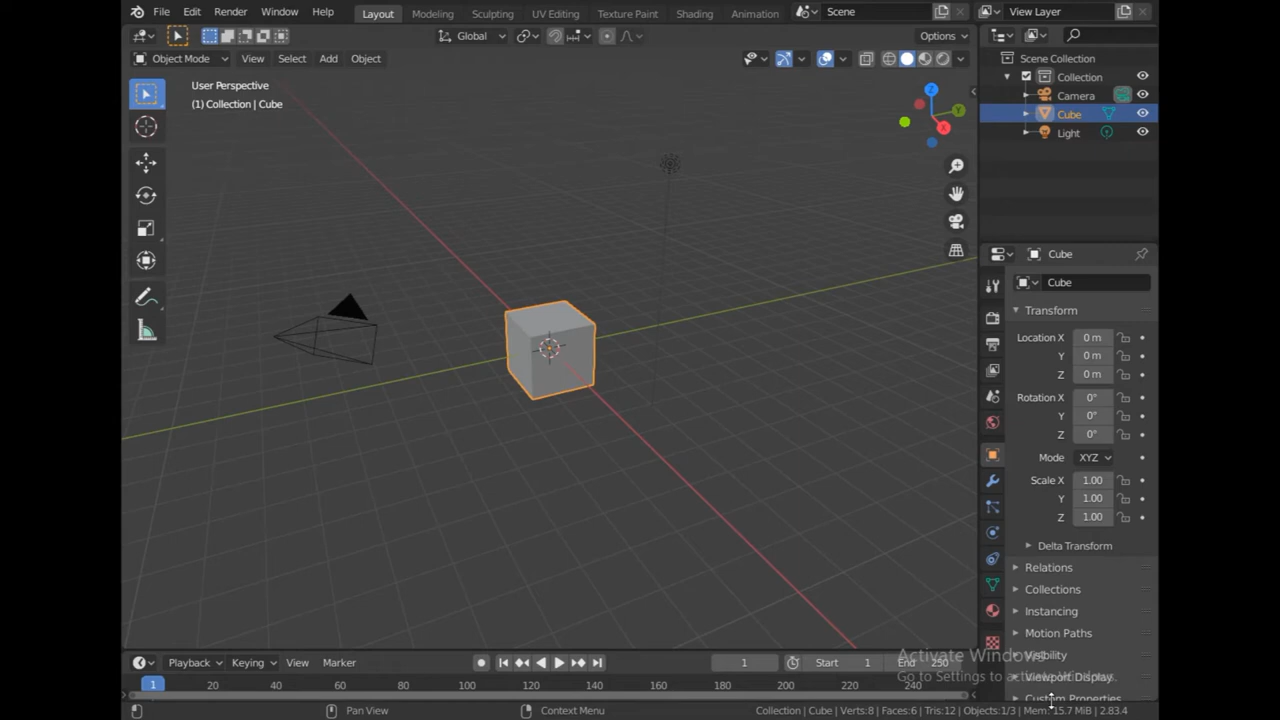 File Edit Render Window Help Layout Modeling Sculpting UV Editing Texture Paint Shading Animation Scene View Layer
Global Options
Object Mode View Select Add Object
User Perspective
(1) Collection | Cube
Z
Y
X
Scene Collection
Collection
Camera
Cube
Light
Cube
Cube
Transform
Location X 0 m
Y 0 m
Z 0 m
Rotation X 0°
Y 0°
Z 0°
Mode XYZ
Scale X 1.00
Y 1.00
Z 1.00
Delta Transform
Relations
Collections
Instancing
Motion Paths
Visibility
Viewport Display
Custom Properties
Activate Windows
Go to Settings to activate Windows.
Playback Keying View Marker 1 Start 1 End 250
1 20 40 60 80 100 120 140 160 180 200 220 240
Pan View Context Menu Collection | Cube | Verts:8 | Faces:6 | Tris:12 | Objects:1/3 | Mem: 15.7 MiB | 2.83.4